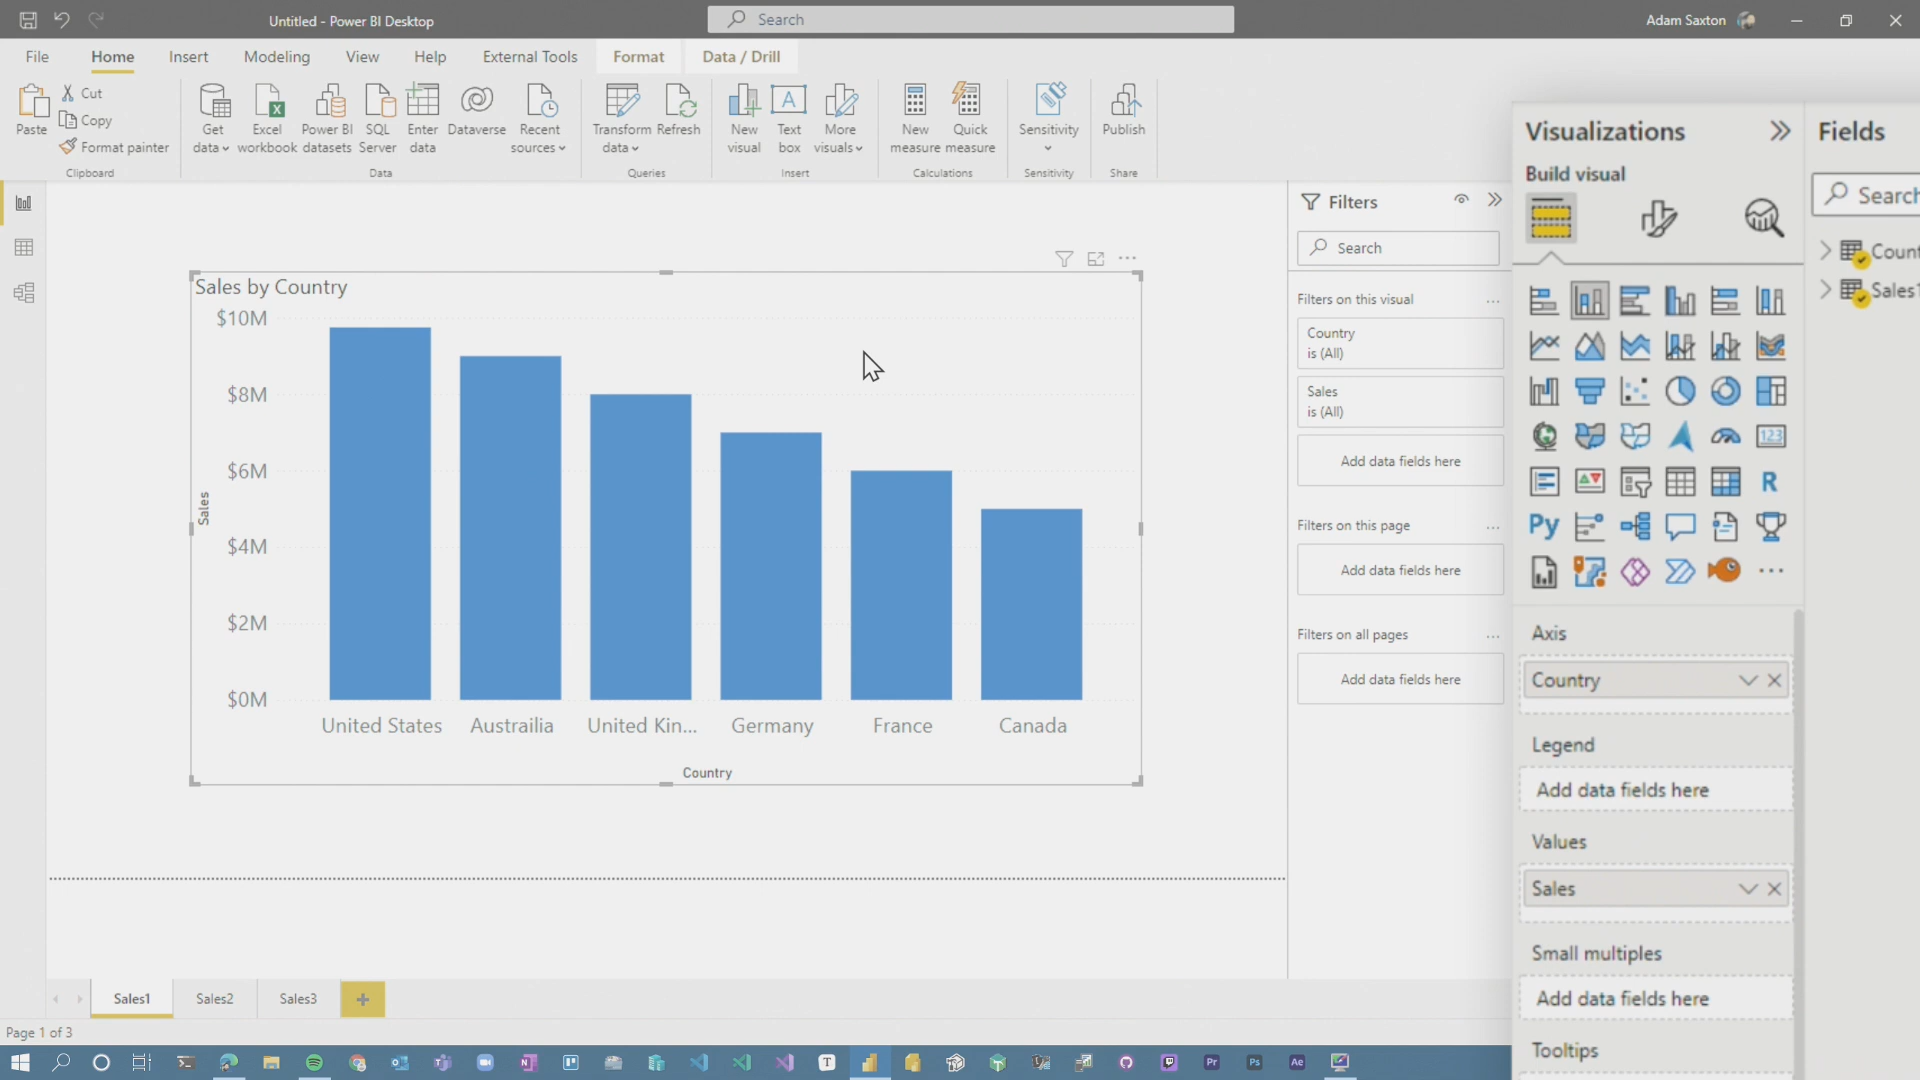 Untitled - Power BI Desktop
Search
Adam Saxton
File
Home
Insert
Modeling
View
Help
External Tools
Format
Data / Drill
Paste
Cut
Copy
Format painter
Clipboard
Get
data
Excel
workbook
Power BI
datasets
SQL
Server
Enter
data
Dataverse
Recent
sources
Data
Transform
data
Refresh
Queries
New
visual
Text
box
More
visuals
Insert
New
measure
Quick
measure
Calculations
Sensitivity
Sensitivity
Publish
Share
Sales by Country
$10M
$8M
$6M
$4M
$2M
$0M
Sales
United States
Austrailia
United Kin...
Germany
France
Canada
Country
Filters
Search
Filters on this visual
...
Country
is (All)
Sales
is (All)
Add data fields here
Filters on this page
...
Add data fields here
Filters on all pages
...
Add data fields here
Visualizations
Build visual
123
R
Py
...
Axis
Country
Legend
Add data fields here
Values
Sales
Small multiples
Add data fields here
Tooltips
Fields
Search
Count
Sales1
Sales1
Sales2
Sales3
+
Page 1 of 3
T
Pr
Ps
Ae